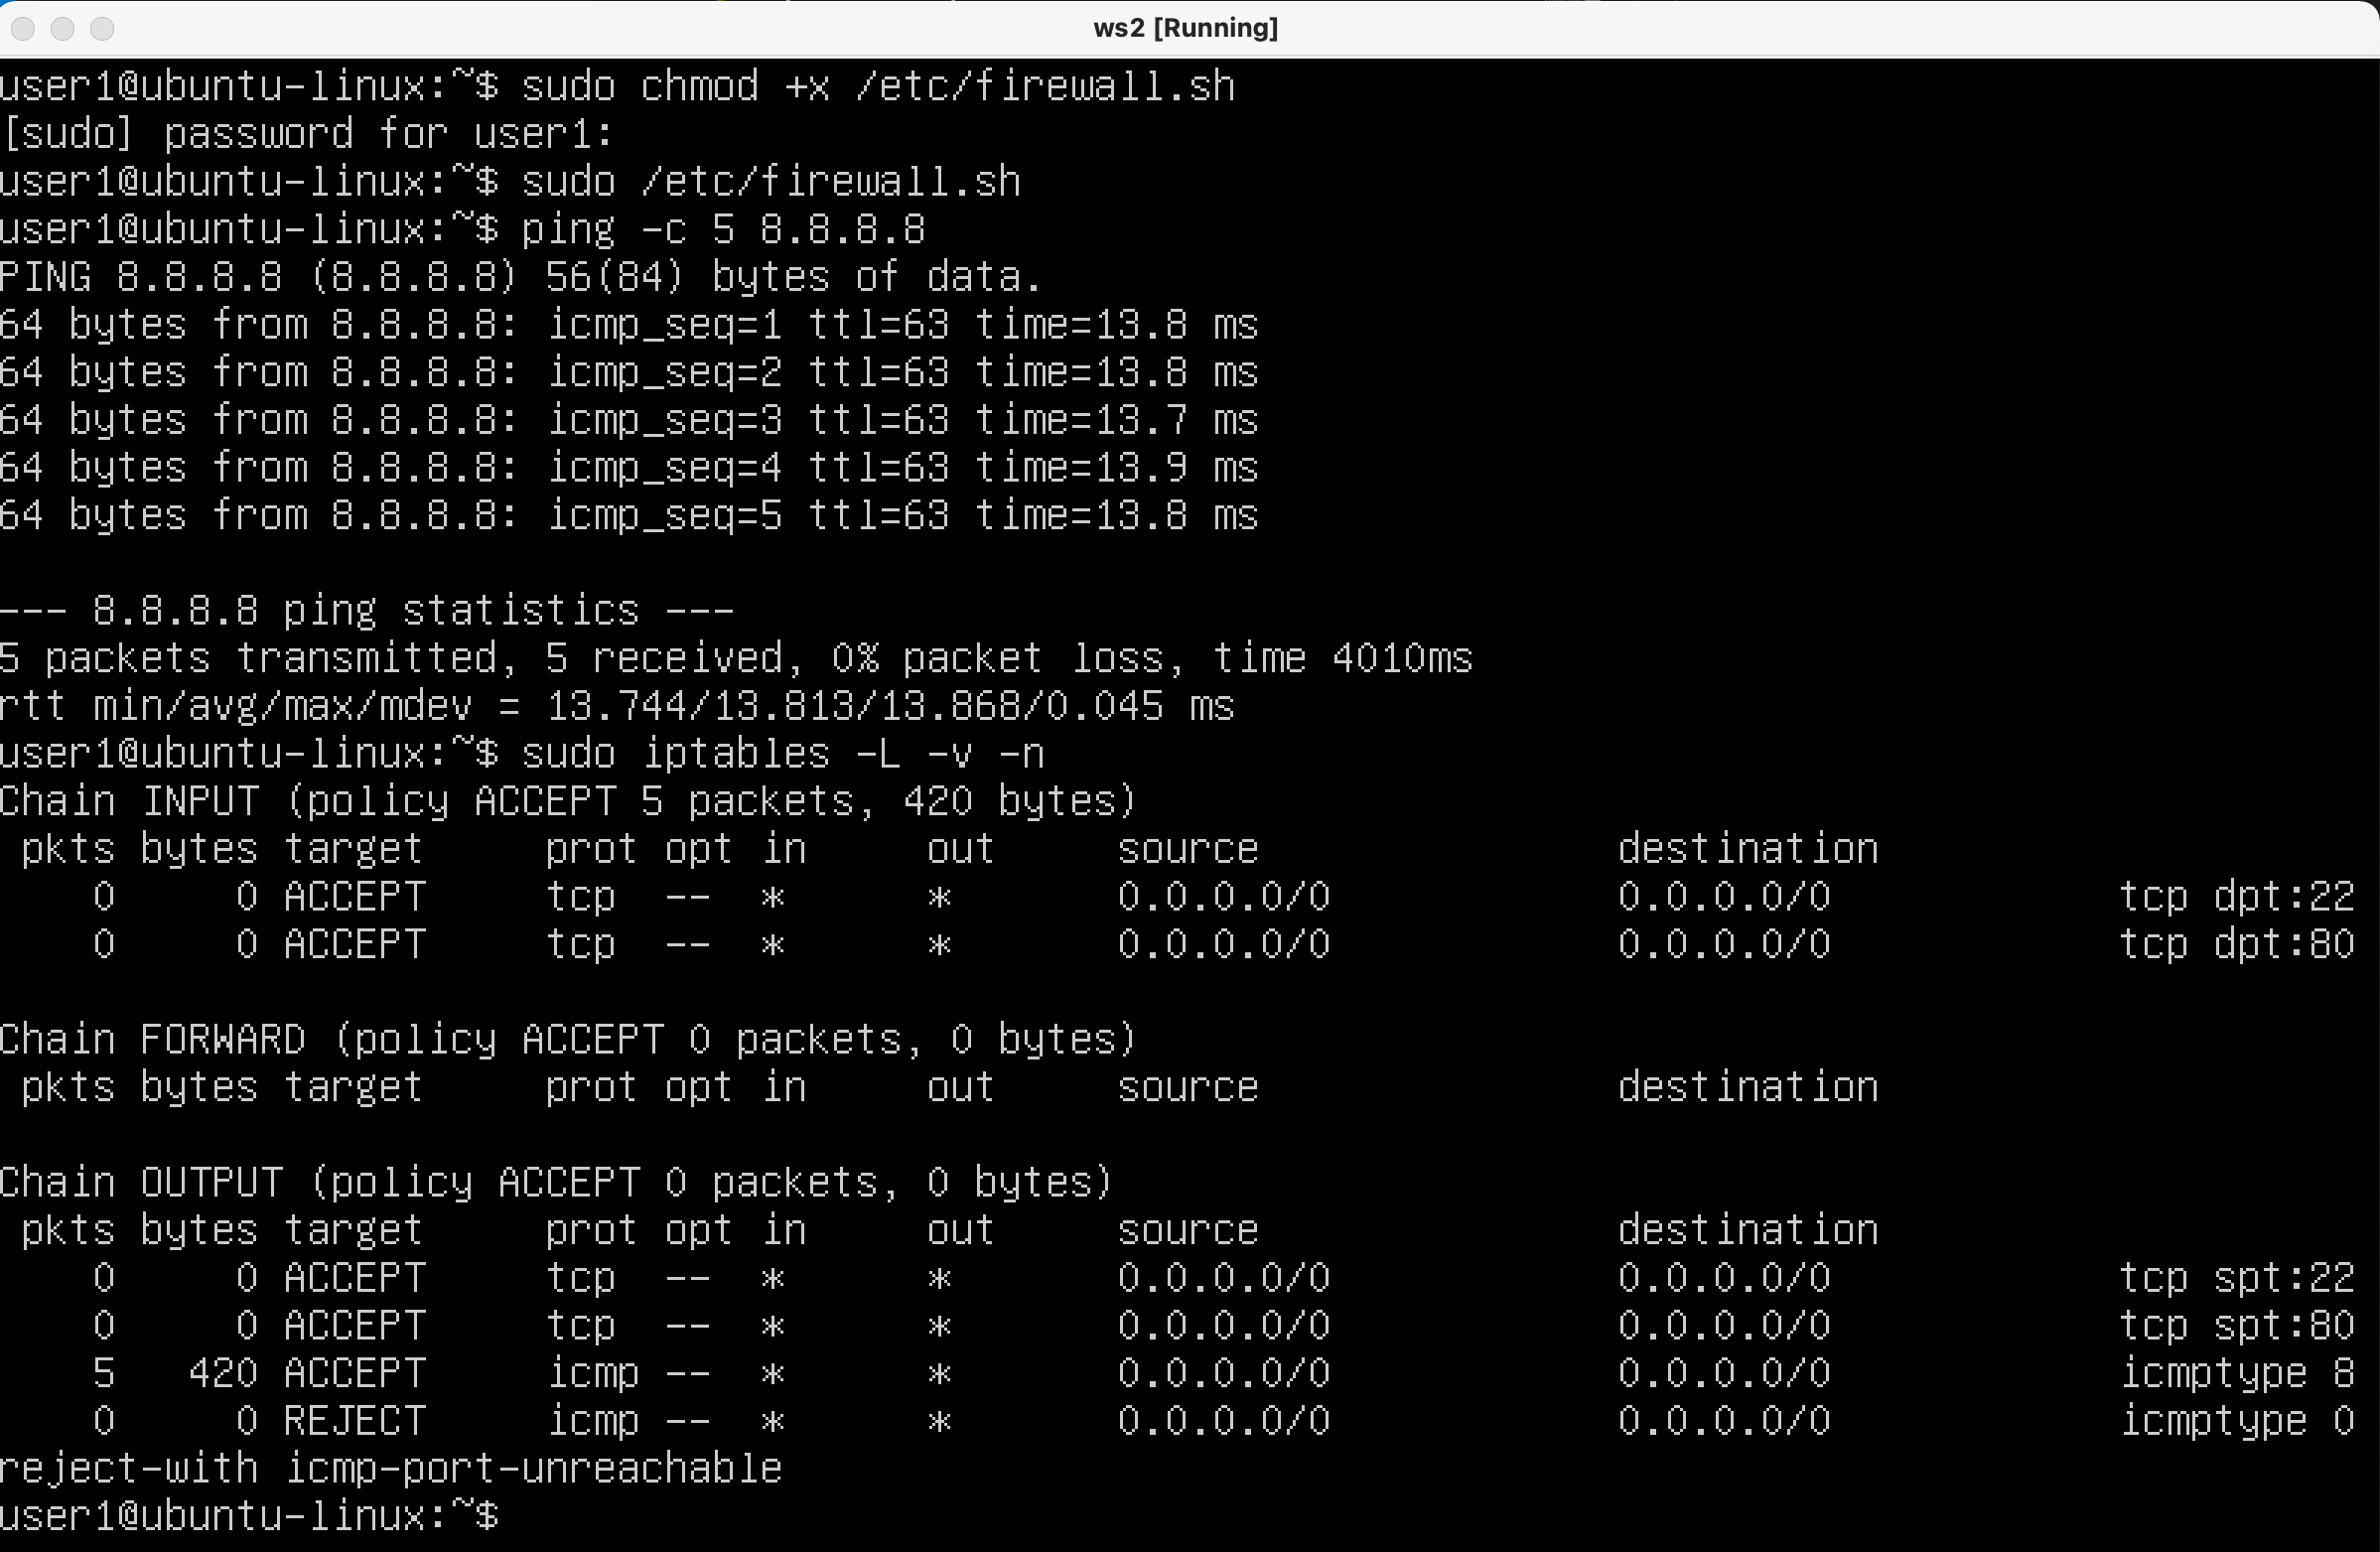 ws2 [Running]
user1@ubuntu-linux:~$ sudo chmod +x /etc/firewall.sh
[sudo] password for user1:
user1@ubuntu-linux:~$ sudo /etc/firewall.sh
user1@ubuntu-linux:~$ ping -c 5 8.8.8.8
PING 8.8.8.8 (8.8.8.8) 56(84) bytes of data.
64 bytes from 8.8.8.8: icmp_seq=1 ttl=63 time=13.8 ms
64 bytes from 8.8.8.8: icmp_seq=2 ttl=63 time=13.8 ms
64 bytes from 8.8.8.8: icmp_seq=3 ttl=63 time=13.7 ms
64 bytes from 8.8.8.8: icmp_seq=4 ttl=63 time=13.9 ms
64 bytes from 8.8.8.8: icmp_seq=5 ttl=63 time=13.8 ms
--- 8.8.8.8 ping statistics ---
5 packets transmitted, 5 received, 0% packet loss, time 4010ms
rtt min/avg/max/mdev = 13.744/13.813/13.868/0.045 ms
user1@ubuntu-linux:~$ sudo iptables -L -v -n
Chain INPUT (policy ACCEPT 5 packets, 420 bytes)
 pkts bytes target     prot opt in     out     source               destination
    0     0 ACCEPT     tcp  --  *      *       0.0.0.0/0            0.0.0.0/0            tcp dpt:22
    0     0 ACCEPT     tcp  --  *      *       0.0.0.0/0            0.0.0.0/0            tcp dpt:80
Chain FORWARD (policy ACCEPT 0 packets, 0 bytes)
 pkts bytes target     prot opt in     out     source               destination
Chain OUTPUT (policy ACCEPT 0 packets, 0 bytes)
 pkts bytes target     prot opt in     out     source               destination
    0     0 ACCEPT     tcp  --  *      *       0.0.0.0/0            0.0.0.0/0            tcp spt:22
    0     0 ACCEPT     tcp  --  *      *       0.0.0.0/0            0.0.0.0/0            tcp spt:80
    5   420 ACCEPT     icmp --  *      *       0.0.0.0/0            0.0.0.0/0            icmptype 8
    0     0 REJECT     icmp --  *      *       0.0.0.0/0            0.0.0.0/0            icmptype 0
reject-with icmp-port-unreachable
user1@ubuntu-linux:~$